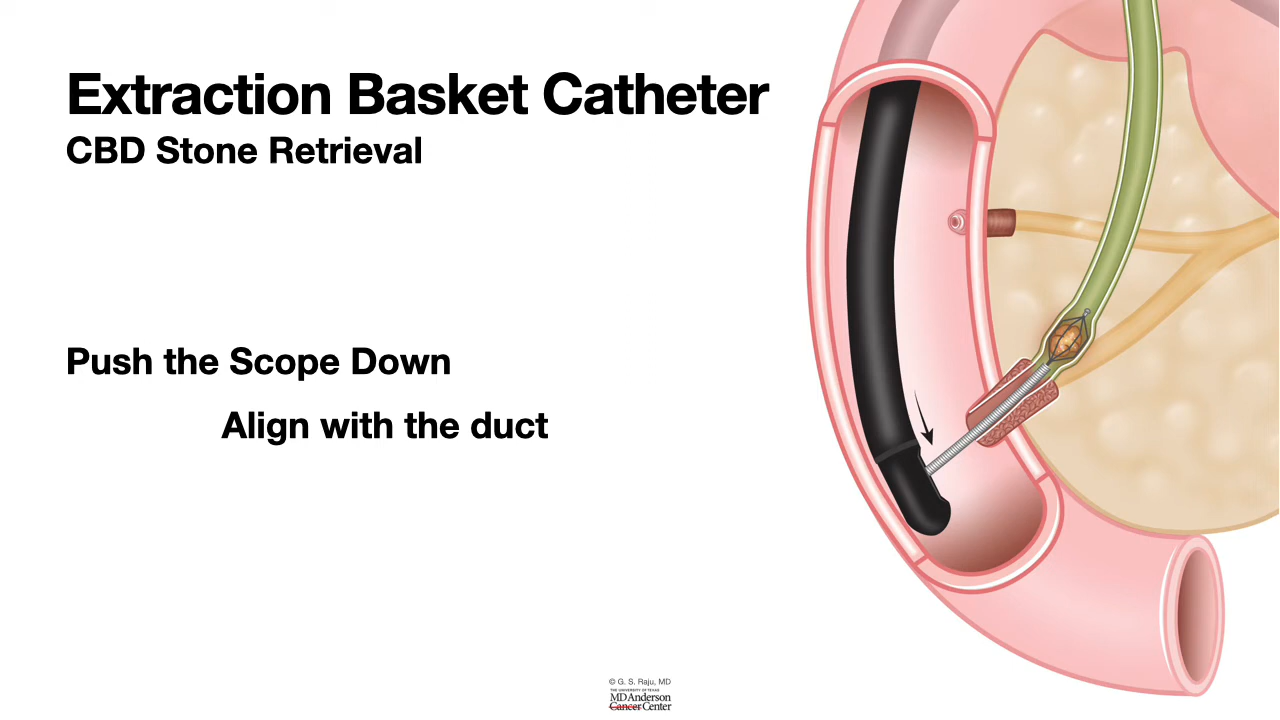 Extraction Basket Catheter
CBD Stone Retrieval
Push the Scope Down
Align with the duct
© G. S. Raju, MD
THE UNIVERSITY OF TEXAS
MD Anderson
Cancer Center